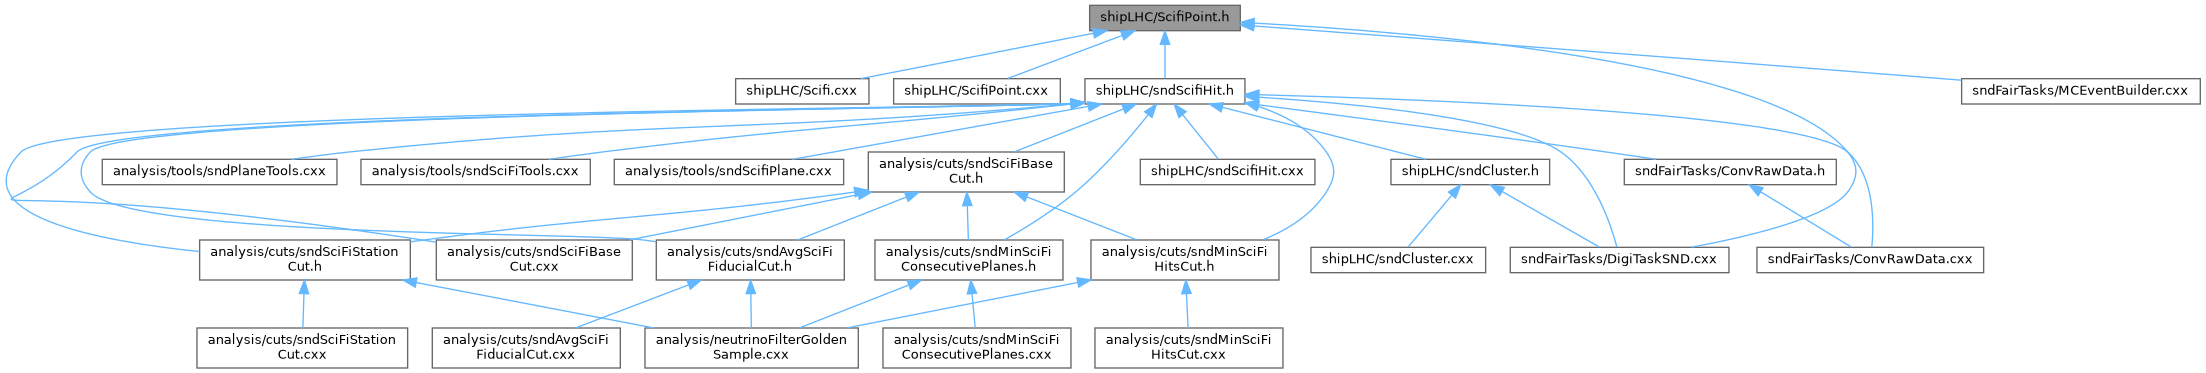 shipLHC/ScifiPoint.h
shipLHC/Scifi.cxx
shipLHC/ScifiPoint.cxx
shipLHC/sndScifiHit.h
sndFairTasks/MCEventBuilder.cxx
analysis/tools/sndPlaneTools.cxx
analysis/tools/sndSciFiTools.cxx
analysis/tools/sndScifiPlane.cxx
analysis/cuts/sndSciFiBase
Cut.h
shipLHC/sndScifiHit.cxx
shipLHC/sndCluster.h
sndFairTasks/ConvRawData.h
analysis/cuts/sndSciFiStation
Cut.h
analysis/cuts/sndSciFiBase
Cut.cxx
analysis/cuts/sndAvgSciFi
FiducialCut.h
analysis/cuts/sndMinSciFi
ConsecutivePlanes.h
analysis/cuts/sndMinSciFi
HitsCut.h
shipLHC/sndCluster.cxx
sndFairTasks/DigiTaskSND.cxx
sndFairTasks/ConvRawData.cxx
analysis/cuts/sndSciFiStation
Cut.cxx
analysis/cuts/sndAvgSciFi
FiducialCut.cxx
analysis/neutrinoFilterGolden
Sample.cxx
analysis/cuts/sndMinSciFi
ConsecutivePlanes.cxx
analysis/cuts/sndMinSciFi
HitsCut.cxx